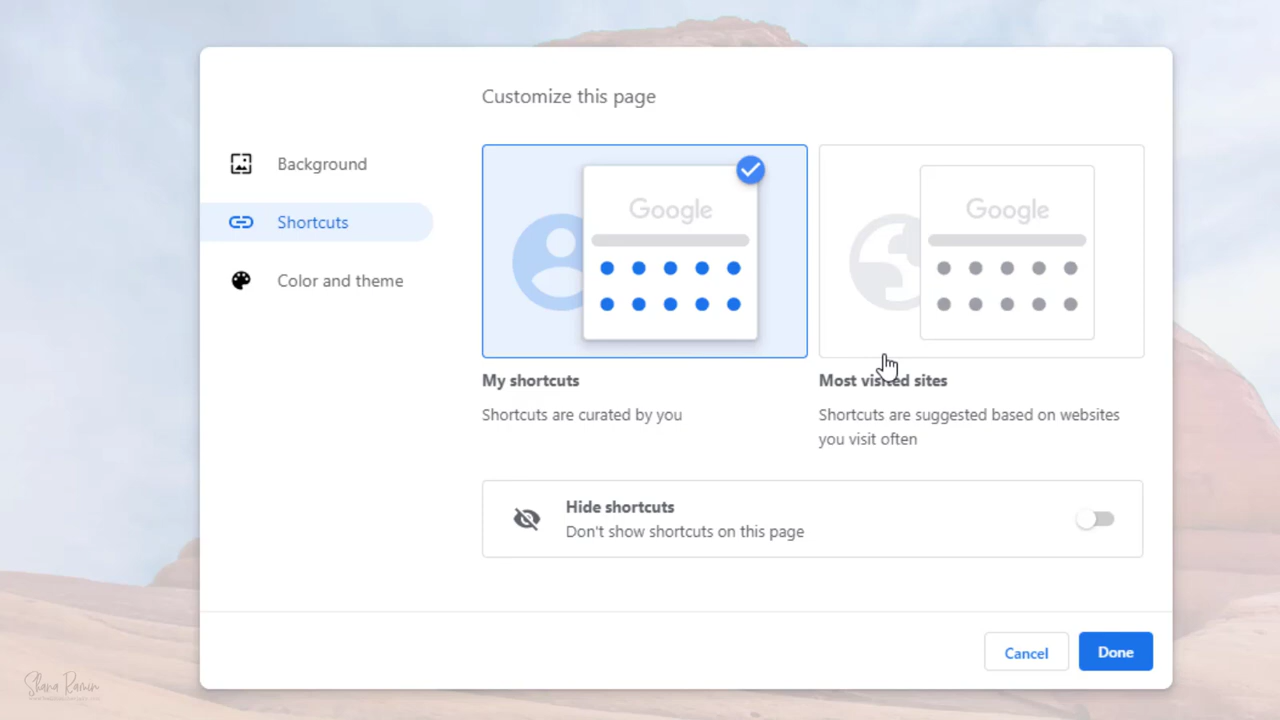 Customize this page
Background
Shortcuts
Color and theme
Google
Google
My shortcuts
Shortcuts are curated by you
Most visited sites
Shortcuts are suggested based on websites
you visit often
Hide shortcuts
Don't show shortcuts on this page
Cancel
Done
Shana Ramin